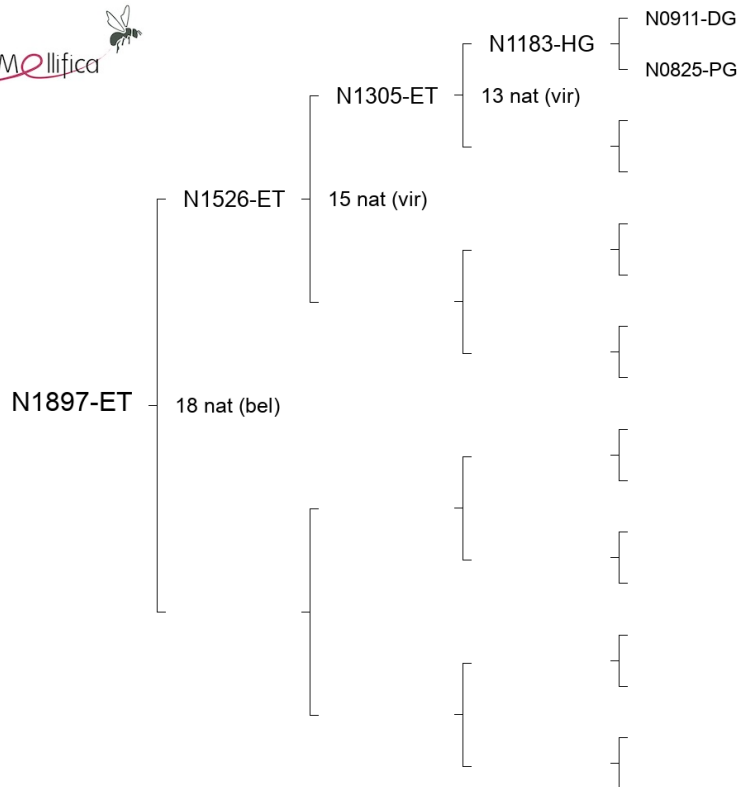 Mellifica
N0911-DG
N1183-HG
N0825-PG
N1305-ET
13 nat (vir)
N1526-ET
15 nat (vir)
N1897-ET
18 nat (bel)